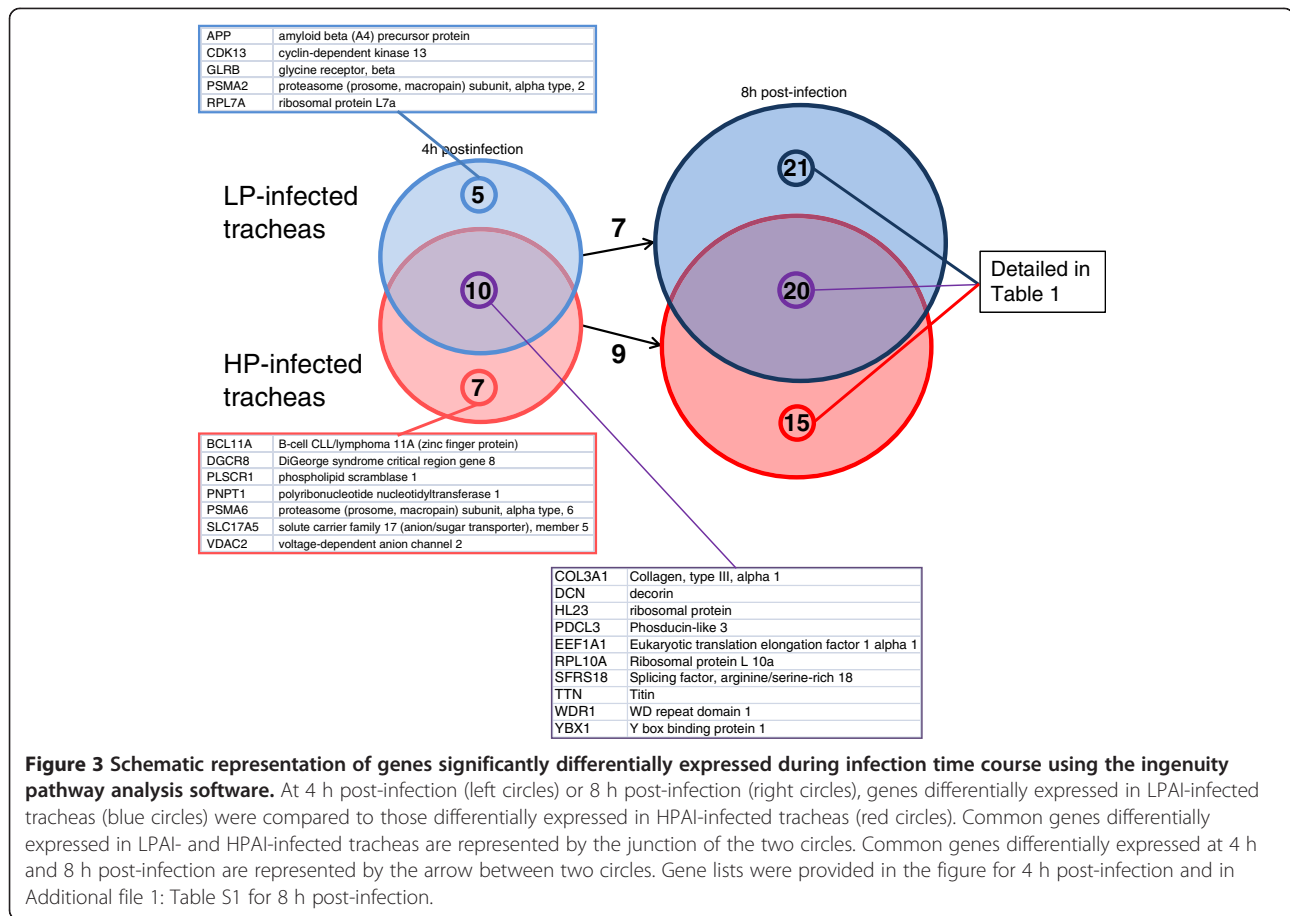 APP amyloid beta (A4) precursor protein
CDK13 cyclin-dependent kinase 13
GLRB glycine receptor, beta
PSMA2 proteasome (prosome, macropain) subunit, alpha type, 2
RPL7A ribosomal protein L7a
4h post-infection
8h post-infection
LP-infected
tracheas
5
7
21
10
20
Detailed in
Table 1
HP-infected
tracheas
7
9
15
BCL11A B-cell CLL/lymphoma 11A (zinc finger protein)
DGCR8 DiGeorge syndrome critical region gene 8
PLSCR1 phospholipid scramblase 1
PNPT1 polyribonucleotide nucleotidyltransferase 1
PSMA6 proteasome (prosome, macropain) subunit, alpha type, 6
SLC17A5 solute carrier family 17 (anion/sugar transporter), member 5
VDAC2 voltage-dependent anion channel 2
COL3A1 Collagen, type III, alpha 1
DCN decorin
HL23 ribosomal protein
PDCL3 Phosducin-like 3
EEF1A1 Eukaryotic translation elongation factor 1 alpha 1
RPL10A Ribosomal protein L 10a
SFRS18 Splicing factor, arginine/serine-rich 18
TTN Titin
WDR1 WD repeat domain 1
YBX1 Y box binding protein 1
Figure 3 Schematic representation of genes significantly differentially expressed during infection time course using the ingenuity
pathway analysis software. At 4 h post-infection (left circles) or 8 h post-infection (right circles), genes differentially expressed in LPAI-infected
tracheas (blue circles) were compared to those differentially expressed in HPAI-infected tracheas (red circles). Common genes differentially
expressed in LPAI- and HPAI-infected tracheas are represented by the junction of the two circles. Common genes differentially expressed at 4 h
and 8 h post-infection are represented by the arrow between two circles. Gene lists were provided in the figure for 4 h post-infection and in
Additional file 1: Table S1 for 8 h post-infection.